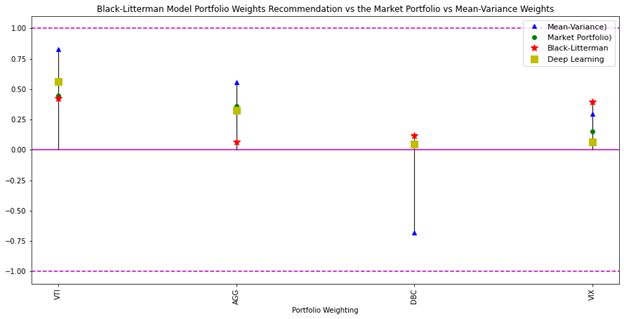 Black-Litterman Model Portfolio Weights Recommendation vs the Market Portfolio vs Mean-Variance Weights
Mean-Variance)
Market Portfolio)
Black-Litterman
Deep Learning
1.00
0.75
0.50
0.25
0.00
−0.25
−0.50
−0.75
−1.00
VTI
AGG
DBC
VIX
Portfolio Weighting